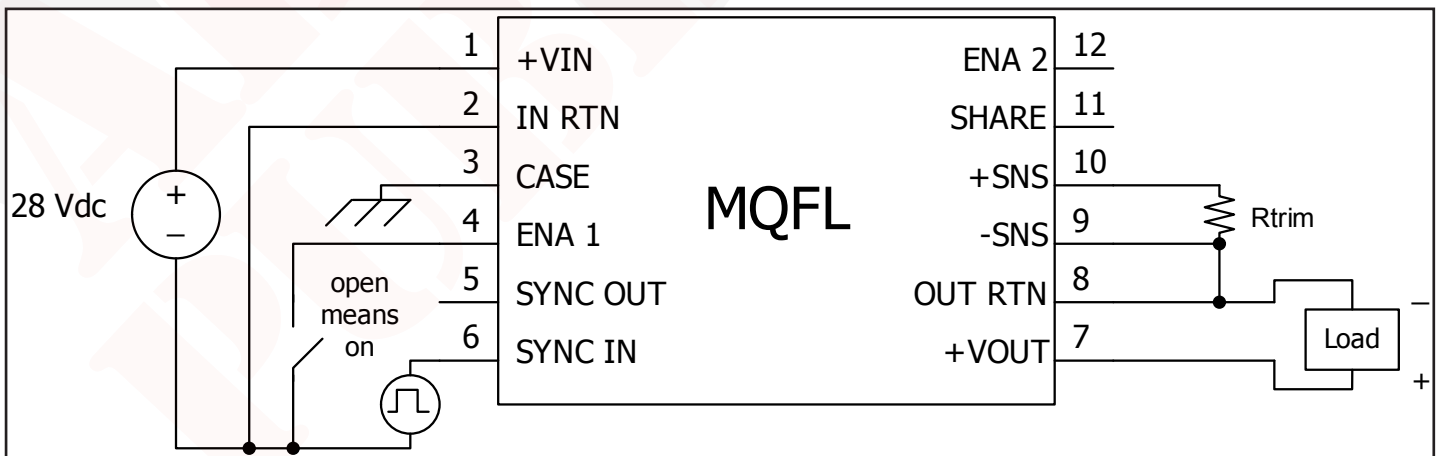 1
+VIN
2
IN RTN
3
CASE
4
ENA 1
5
SYNC OUT
6
SYNC IN
28 Vdc
+
−
open
means
on
MQFL
ENA 2
12
SHARE
11
+SNS
10
-SNS
9
OUT RTN
8
+VOUT
7
Rtrim
−
Load
+